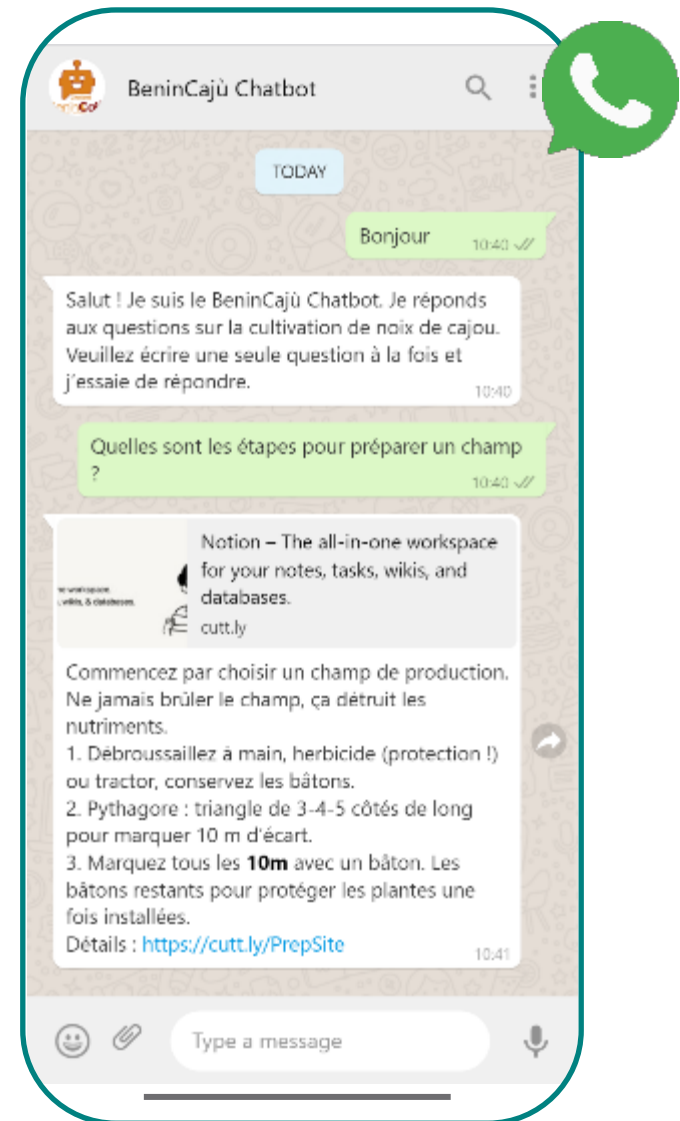 BeninCajù Chatbot
TODAY
Bonjour
10:40
Salut ! Je suis le BeninCajù Chatbot. Je réponds
aux questions sur la cultivation de noix de cajou.
Veuillez écrire une seule question à la fois et
j'essaie de répondre.
10:40
Quelles sont les étapes pour préparer un champ
?
10:40
Notion – The all-in-one workspace
for your notes, tasks, wikis, and
databases.
cutt.ly
workspace.
, wikis, & databases.
Commencez par choisir un champ de production.
Ne jamais brûler le champ, ça détruit les
nutriments.
1. Débroussaillez à main, herbicide (protection !)
ou tractor, conservez les bâtons.
2. Pythagore : triangle de 3-4-5 côtés de long
pour marquer 10 m d'écart.
3. Marquez tous les 10m avec un bâton. Les
bâtons restants pour protéger les plantes une
fois installées.
Détails : https://cutt.ly/PrepSite
10:41
Type a message